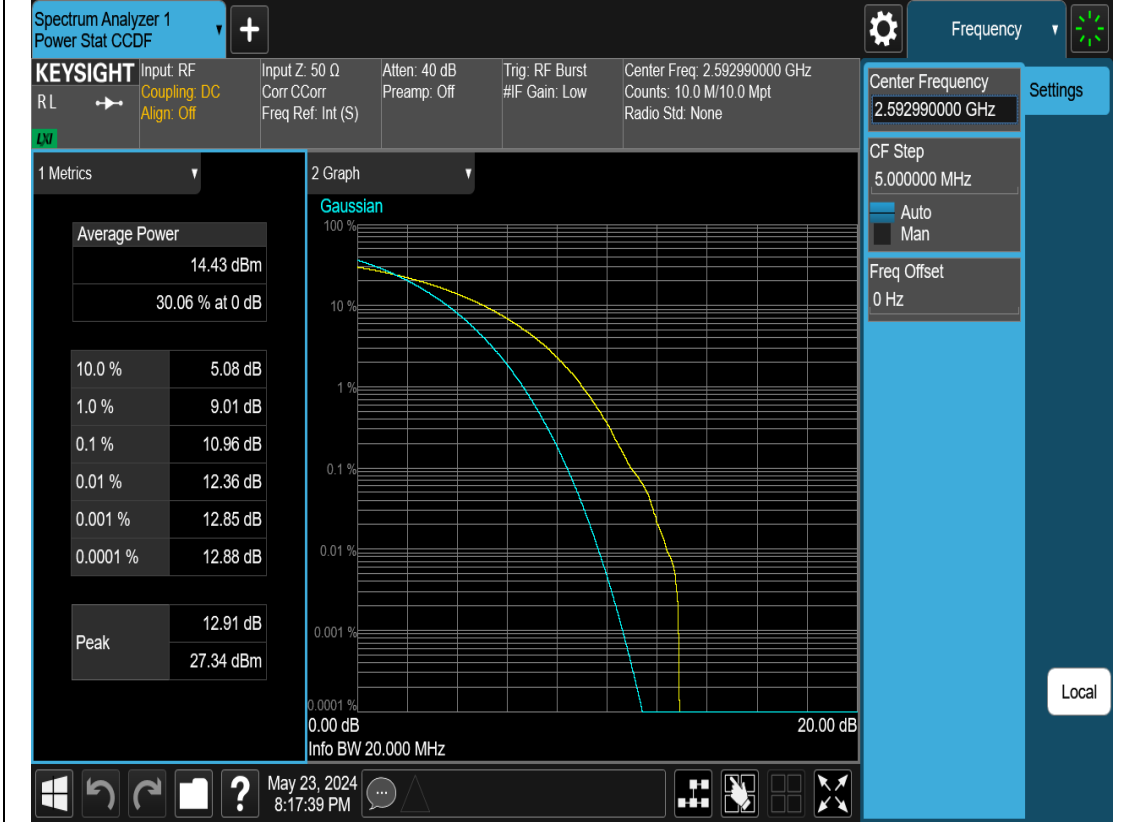 Spectrum Analyzer 1
Power Stat CCDF
+
Frequency
KEYSIGHT
RL
LXI
Input: RF
Coupling: DC
Align: Off
Input Z: 50 Ω
Corr CCorr
Freq Ref: Int (S)
Atten: 40 dB
Preamp: Off
Trig: RF Burst
#IF Gain: Low
Center Freq: 2.592990000 GHz
Counts: 10.0 M/10.0 Mpt
Radio Std: None
Center Frequency
2.592990000 GHz
Settings
CF Step
5.000000 MHz
Auto
Man
Freq Offset
0 Hz
1 Metrics
Average Power
14.43 dBm
30.06 % at 0 dB
10.0 % 5.08 dB
1.0 % 9.01 dB
0.1 % 10.96 dB
0.01 % 12.36 dB
0.001 % 12.85 dB
0.0001 % 12.88 dB
Peak
12.91 dB
27.34 dBm
2 Graph
Gaussian
100 %
10 %
1 %
0.1 %
0.01 %
0.001 %
0.0001 %
0.00 dB 20.00 dB
Info BW 20.000 MHz
Local
?
May 23, 2024
8:17:39 PM